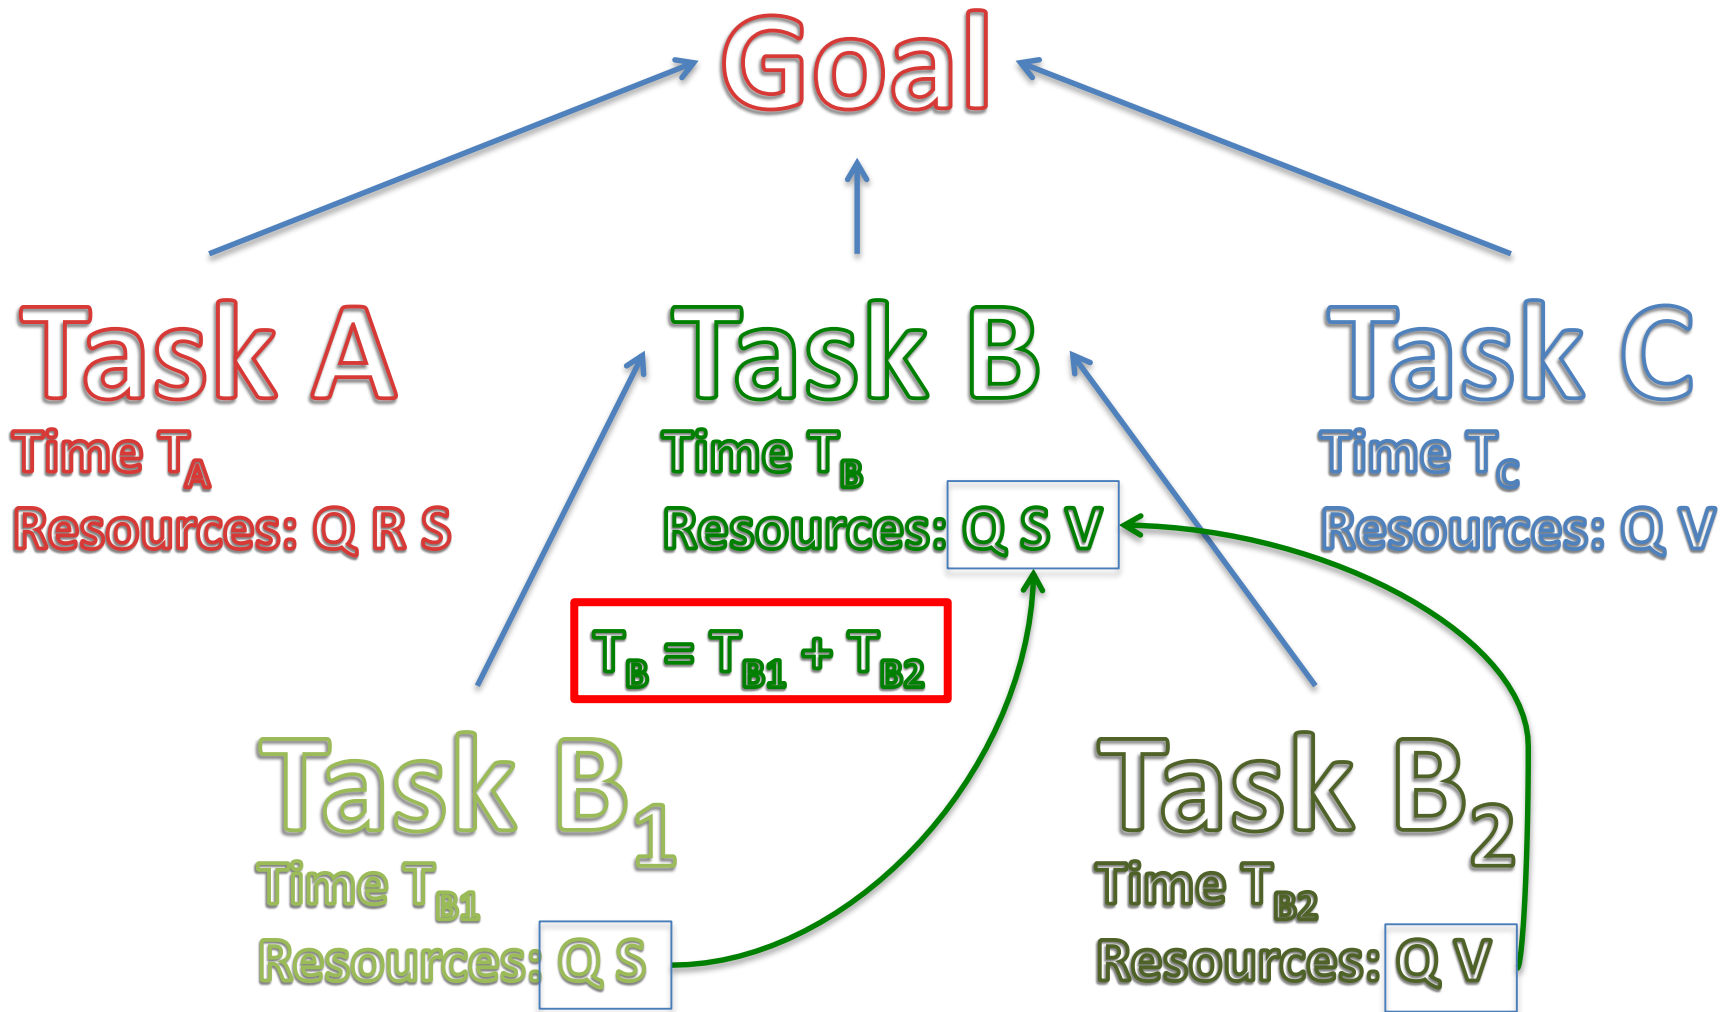 Goal
Task A
Time T_A
Resources: Q R S
Task B
Time T_B
Resources: Q S V
Task C
Time T_C
Resources: Q V
T_B = T_B1 + T_B2
Task B_1
Time T_B1
Resources: Q S
Task B_2
Time T_B2
Resources: Q V